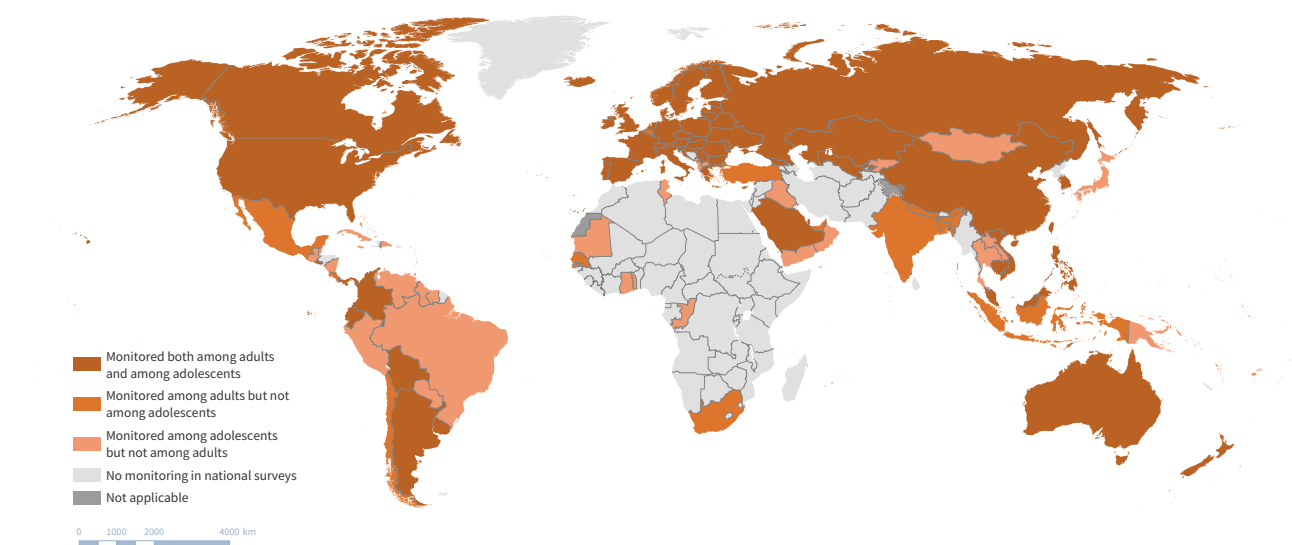 Monitored both among adults
and among adolescents
Monitored among adults but not
among adolescents
Monitored among adolescents
but not among adults
No monitoring in national surveys
Not applicable
0 1000 2000 4000 km